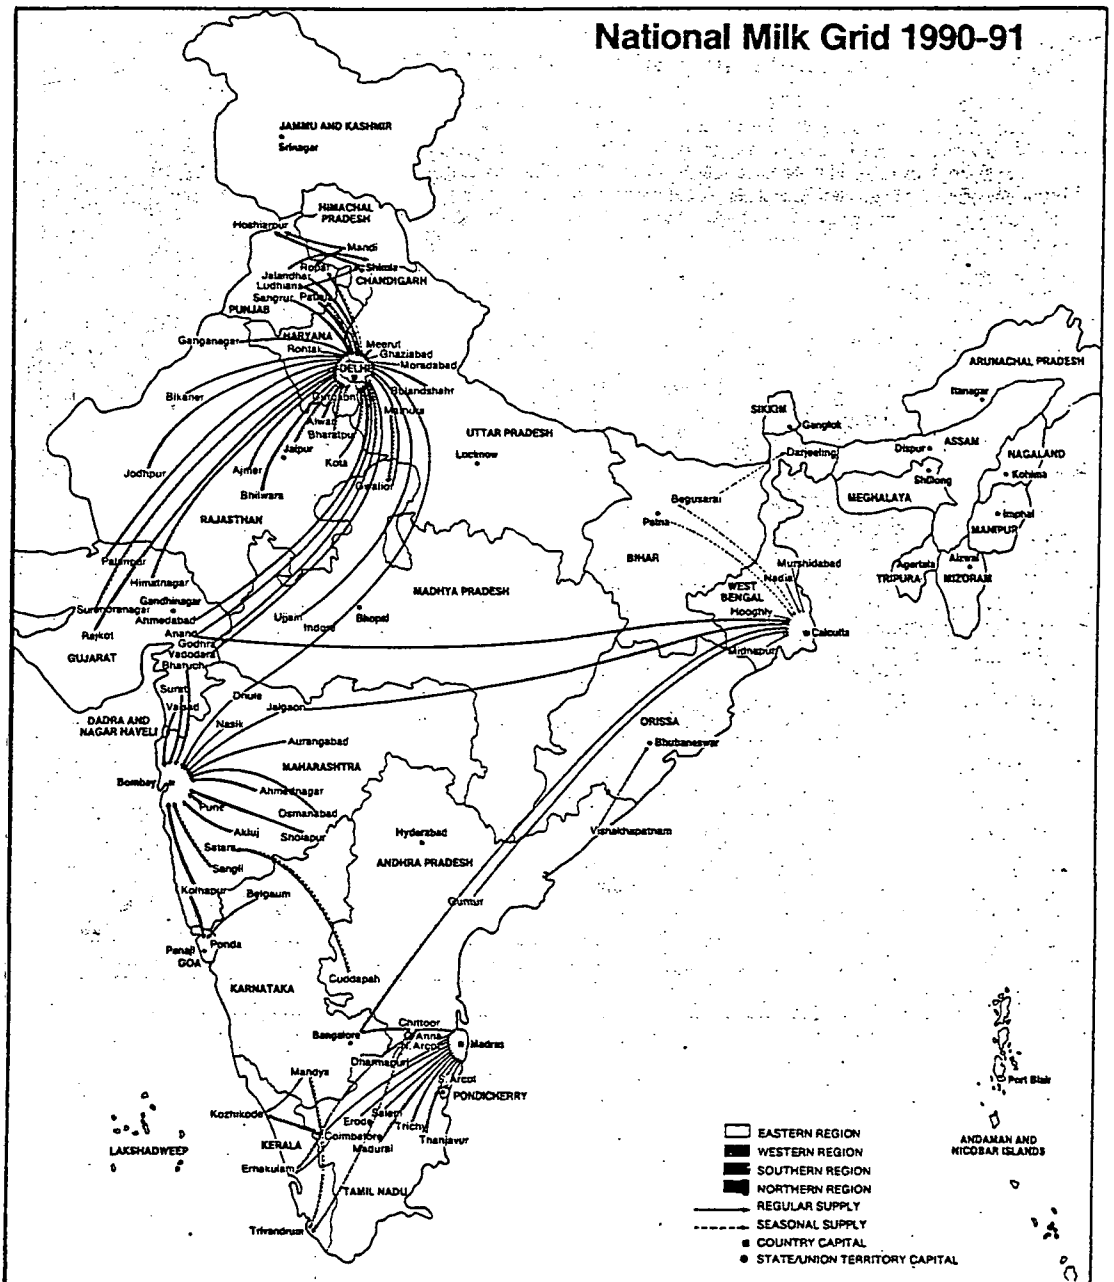 National Milk Grid 1990-91
JAMMU AND KASHMIR
Srinagar
HIMACHAL
PRADESH
Hoshiarpur
Mandi
Ropar
Shimla
Jalandhar
CHANDIGARH
Ludhiana
Sangrur
Patiala
PUNJAB
Ganganagar
HARYANA
Rohtak
Meerut
Ghaziabad
Moradabad
DELHI
Bulandshahr
Bikaner
Gurgaon
Mathura
Alwar
Bharatpur
Jaipur
Kota
Jodhpur
Ajmer
Gwalior
Bhilwara
RAJASTHAN
UTTAR PRADESH
Lucknow
ARUNACHAL PRADESH
Itanagar
SIKKIM
Gangtok
Darjeeling
Dispur
ASSAM
NAGALAND
Kohima
Shillong
MEGHALAYA
Imphal
MANIPUR
Begusarai
Patna
BIHAR
Agartala
TRIPURA
Aizwal
MIZORAM
Murshidabad
Nadia
WEST
BENGAL
Hooghly
Calcutta
Midnapur
Palanpur
Himatnagar
Gandhinagar
Surendranagar
Ahmedabad
Rajkot
Anand
Godhra
Vadodara
Bharuch
GUJARAT
MADHYA PRADESH
Ujjain
Indore
Bhopal
Surat
Valsad
Dhule
Jalgaon
DADRA AND
NAGAR HAVELI
Nasik
Aurangabad
MAHARASHTRA
Bombay
Ahmednagar
Pune
Osmanabad
Akluj
Sholapur
Satara
Sangli
Kolhapur
Belgaum
ORISSA
Bhubaneswar
Vishakhapatnam
Hyderabad
ANDHRA PRADESH
Guntur
Panaji
Ponda
GOA
KARNATAKA
Cuddapah
Chittoor
Bangalore
C. Anna
N. Arcot
Madras
Dharmapuri
Mandya
S. Arcot
PONDICHERRY
Kozhikode
Salem
Erode
Trichy
Coimbatore
Thanjavur
KERALA
Madurai
Ernakulam
TAMIL NADU
Trivandrum
LAKSHADWEEP
Port Blair
ANDAMAN AND
NICOBAR ISLANDS
EASTERN REGION
WESTERN REGION
SOUTHERN REGION
NORTHERN REGION
REGULAR SUPPLY
SEASONAL SUPPLY
COUNTRY CAPITAL
STATE/UNION TERRITORY CAPITAL